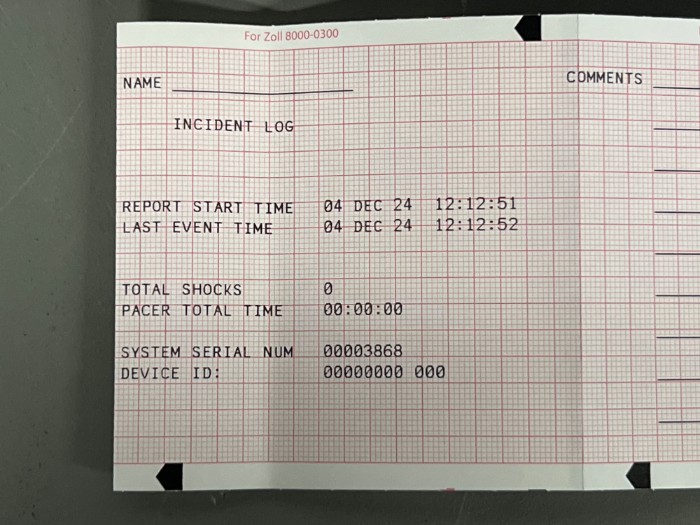 For Zoll 8000-0300
NAME
COMMENTS
INCIDENT LOG
REPORT START TIME 04 DEC 24 12:12:51
LAST EVENT TIME 04 DEC 24 12:12:52
TOTAL SHOCKS 0
PACER TOTAL TIME 00:00:00
SYSTEM SERIAL NUM 00003868
DEVICE ID: 00000000 000